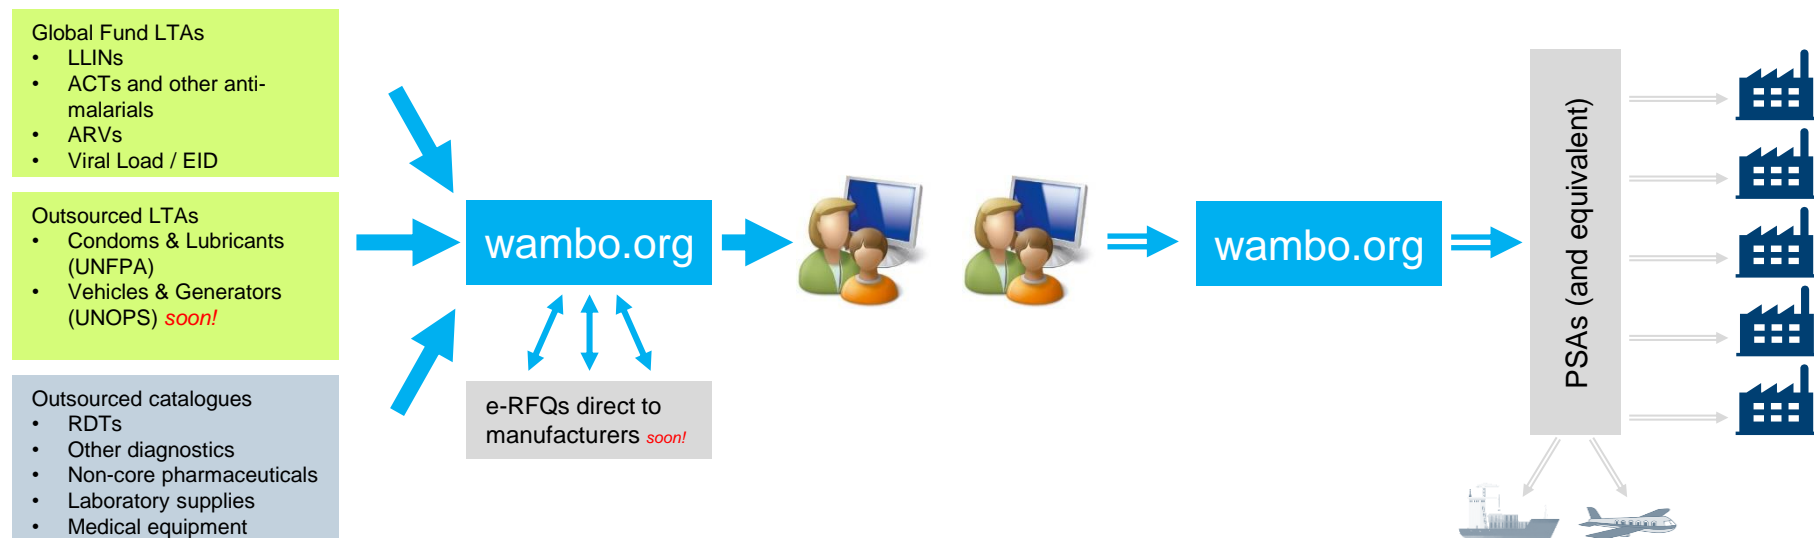 Global Fund LTAs
• LLINs
• ACTs and other anti-
malarials
• ARVs
• Viral Load / EID
Outsourced LTAs
• Condoms & Lubricants
(UNFPA)
• Vehicles & Generators
(UNOPS) soon!
Outsourced catalogues
• RDTs
• Other diagnostics
• Non-core pharmaceuticals
• Laboratory supplies
• Medical equipment
wambo.org
e-RFQs direct to
manufacturers soon!
wambo.org
PSAs (and equivalent)